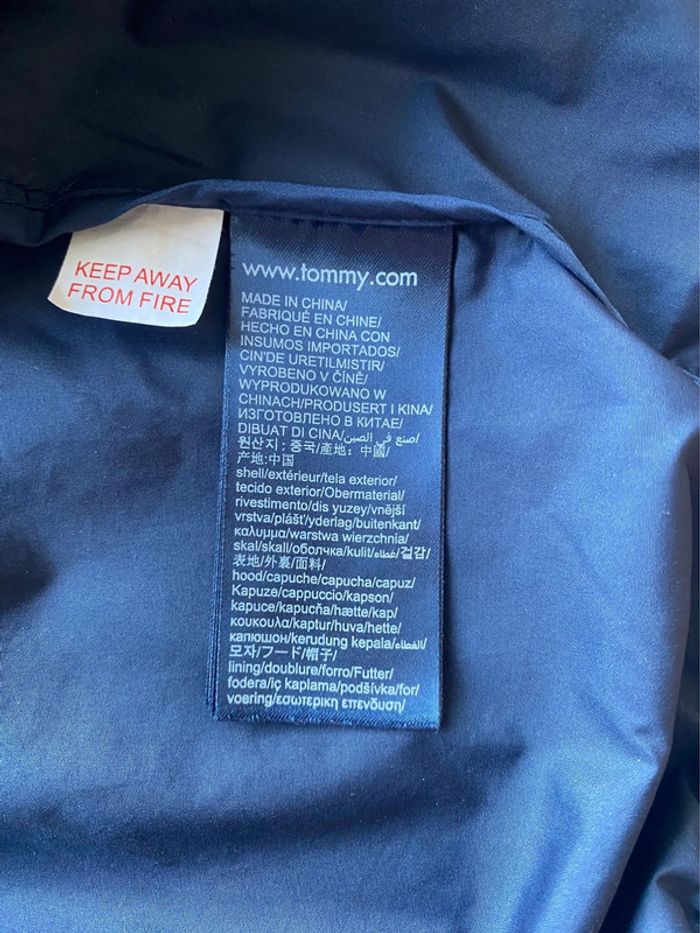 KEEP AWAY
FROM FIRE
www.tommy.com
MADE IN CHINA/
FABRIQUÉ EN CHINE/
HECHO EN CHINA CON
INSUMOS IMPORTADOS/
CIN'DE URETILMISTIR/
VYROBENO V ČÍNĚ/
WYPRODUKOWANO W
CHINACH/PRODUSERT I KINA/
ИЗГОТОВЛЕНО В КИТАЕ/
DIBUAT DI CINA/صنع في الصين/
원산지 : 중국/產地：中國/
产地:中国
shell/extérieur/tela exterior/
tecido exterior/Obermaterial/
rivestimento/dis yuzey/vnější
vrstva/plášť/yderlag/buitenkant/
καλυμμα/warstwa wierzchnia/
skal/skall/оболчка/kulit/غطاء/겉감/
表地/外裏/面料/
hood/capuche/capucha/capuz/
Kapuze/cappuccio/kapson/
kapuce/kapucňa/hætte/kap/
κουκουλα/kaptur/huva/hette/
капюшон/kerudung kepala/الغطاء/
모자/フード/帽子/
lining/doublure/forro/Futter/
fodera/iç kaplama/podšívka/for/
voering/εσωτερικη επενδυση/